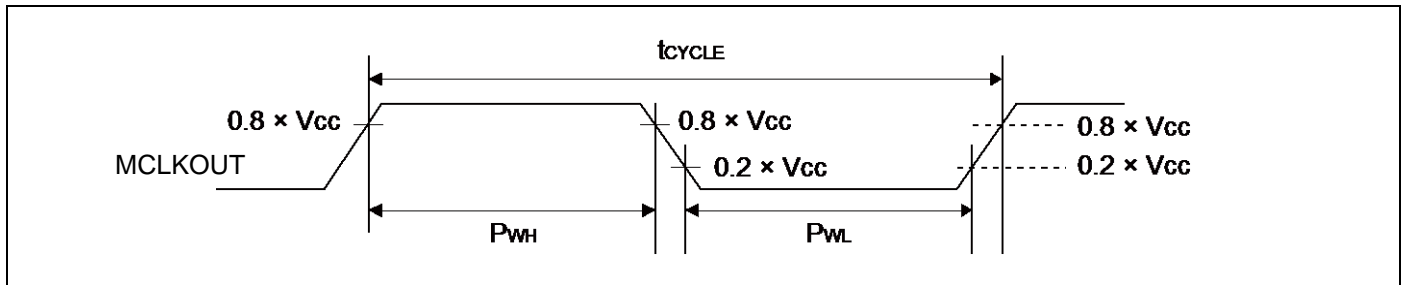 tCYCLE
0.8 × Vcc
0.8 × Vcc
0.8 × Vcc
MCLKOUT
0.2 × Vcc
0.2 × Vcc
PWH
PWL